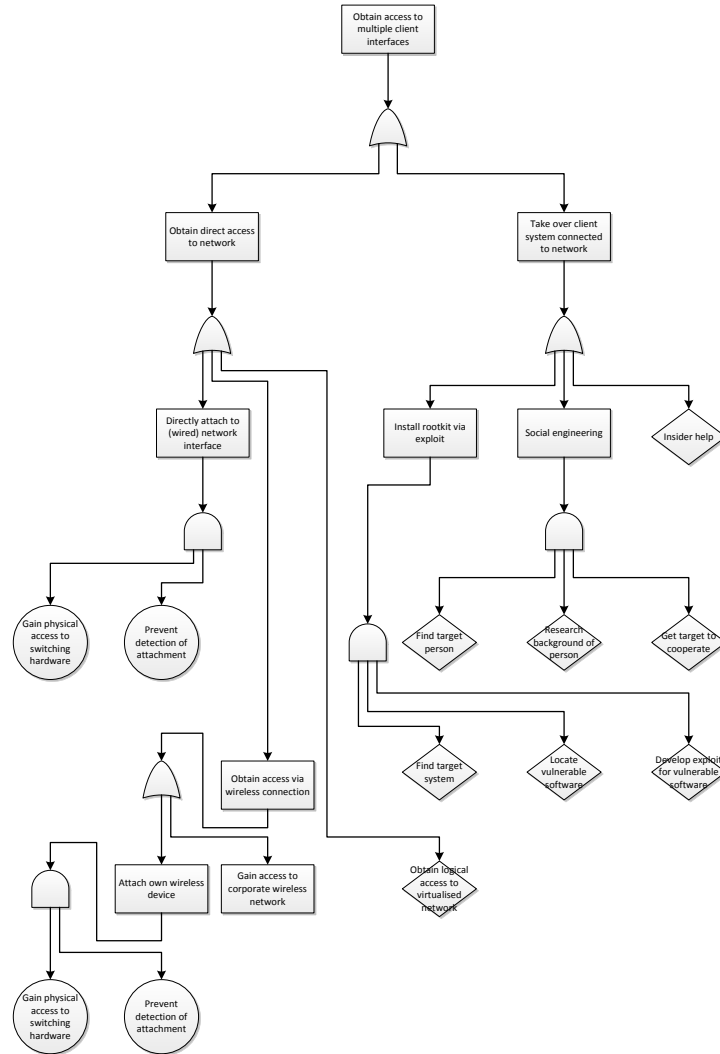 Obtain access to
multiple client
interfaces
Obtain direct access
to network
Take over client
system connected
to network
Directly attach to
(wired) network
interface
Install rootkit via
exploit
Social engineering
Insider help
Gain physical
access to
switching
hardware
Prevent
detection of
attachment
Find target
person
Research
background of
person
Get target to
cooperate
Obtain access via
wireless connection
Find target
system
Locate
vulnerable
software
Develop exploit
for vulnerable
software
Attach own wireless
device
Gain access to
corporate wireless
network
Obtain logical
access to
virtualised
network
Gain physical
access to
switching
hardware
Prevent
detection of
attachment